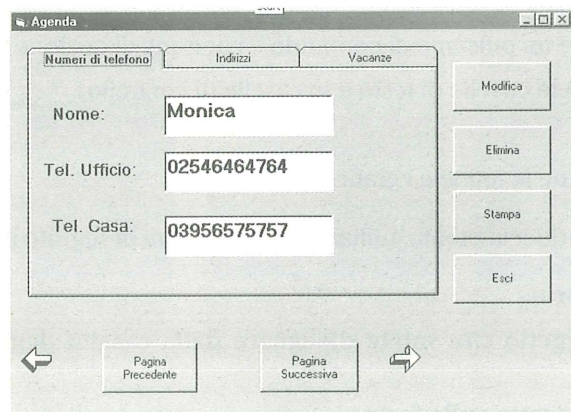 Agenda
Numeri di telefono Indirizzi Vacanze
Nome: Monica
Tel. Ufficio: 02546464764
Tel. Casa: 03956575757
Modifica
Elimina
Stampa
Esci
Pagina
Precedente
Pagina
Successiva